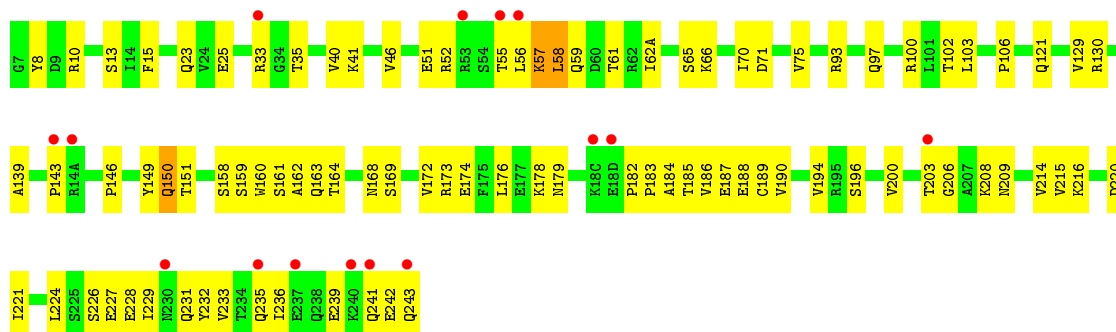 G7 Y8 D9 R10 S13 I14 F15 Q23 V24 E25 R33 G34 T35 V40 K41 V46 E51 R52 R53 S54 T55 L56 K57 L58 Q59 D60 T61 R62 I62A S65 K66 I70 D71 V75 R93 Q97 R100 L101 T102 L103 P106 Q121 V129 R130
A139 P143 R14A P146 Y149 Q150 T151 S158 S159 W160 S161 A162 Q163 T164 N168 S169 V172 R173 E174 F175 L176 E177 K178 N179 K18C E18D P182 P183 A184 T185 V186 E187 E188 C189 V190 V194 R195 S196 V200 T203 G206 A207 K208 N209 V214 V215 K216
I221 L224 S225 S226 E227 E228 I229 N230 Q231 Y232 V233 T234 Q235 I236 E237 Q238 E239 K240 Q241 E242 Q243